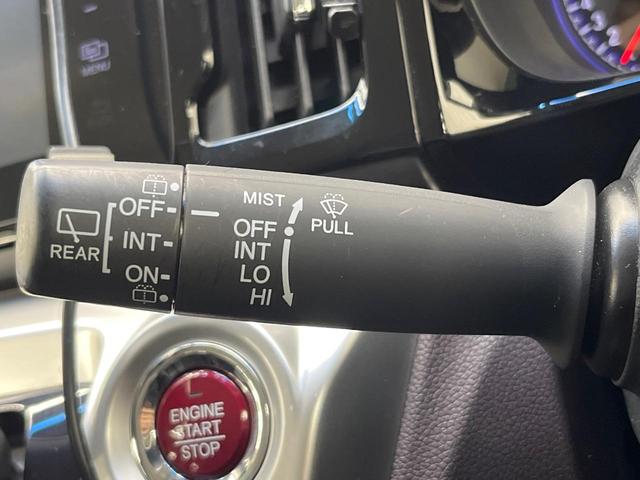 MENU
OFF
INT
ON
REAR
MIST
OFF
INT
LO
HI
PULL
ENGINE
START
STOP